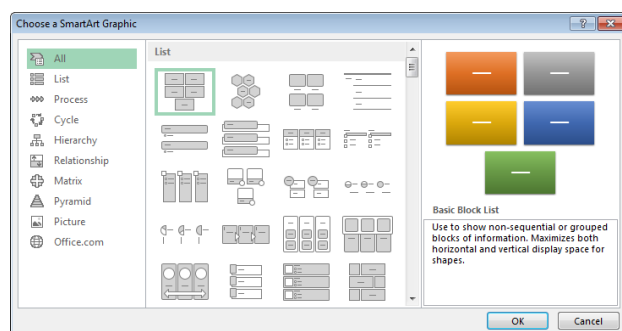 Choose a SmartArt Graphic
All
List
Process
Cycle
Hierarchy
Relationship
Matrix
Pyramid
Picture
Office.com
List
Basic Block List
Use to show non-sequential or grouped
blocks of information. Maximizes both
horizontal and vertical display space for
shapes.
OK
Cancel